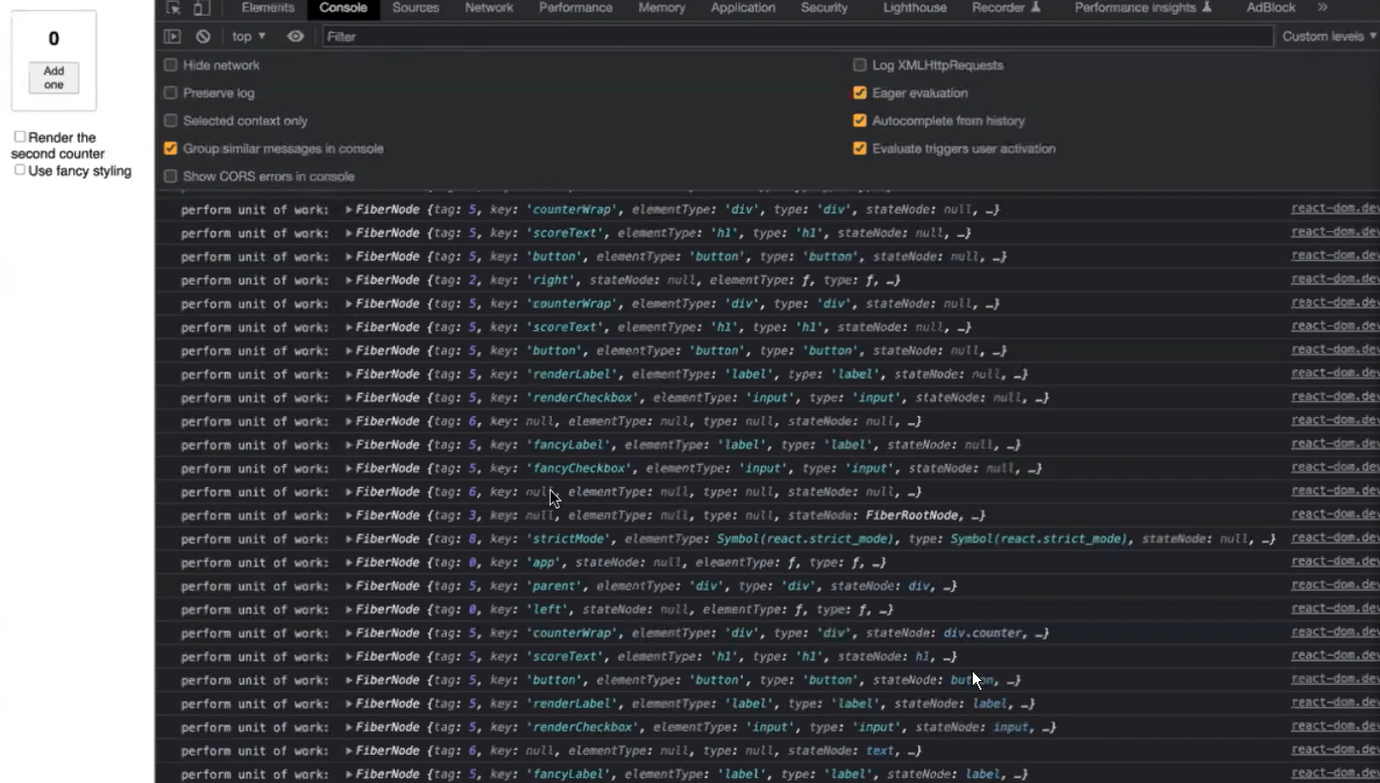 0
Add
one
Render the
second counter
Use fancy styling
Elements Console Sources Network Performance Memory Application Security Lighthouse Recorder Performance insights AdBlock »
top ▼ Filter Custom levels ▼
Hide network Log XMLHttpRequests
Preserve log Eager evaluation
Selected context only Autocomplete from history
Group similar messages in console Evaluate triggers user activation
Show CORS errors in console
perform unit of work: ▶FiberNode {tag: 5, key: 'counterWrap', elementType: 'div', type: 'div', stateNode: null, …} react-dom.dev
perform unit of work: ▶FiberNode {tag: 5, key: 'scoreText', elementType: 'h1', type: 'h1', stateNode: null, …} react-dom.dev
perform unit of work: ▶FiberNode {tag: 5, key: 'button', elementType: 'button', type: 'button', stateNode: null, …} react-dom.dev
perform unit of work: ▶FiberNode {tag: 2, key: 'right', stateNode: null, elementType: ƒ, type: ƒ, …} react-dom.dev
perform unit of work: ▶FiberNode {tag: 5, key: 'counterWrap', elementType: 'div', type: 'div', stateNode: null, …} react-dom.dev
perform unit of work: ▶FiberNode {tag: 5, key: 'scoreText', elementType: 'h1', type: 'h1', stateNode: null, …} react-dom.dev
perform unit of work: ▶FiberNode {tag: 5, key: 'button', elementType: 'button', type: 'button', stateNode: null, …} react-dom.dev
perform unit of work: ▶FiberNode {tag: 5, key: 'renderLabel', elementType: 'label', type: 'label', stateNode: null, …} react-dom.dev
perform unit of work: ▶FiberNode {tag: 5, key: 'renderCheckbox', elementType: 'input', type: 'input', stateNode: null, …} react-dom.dev
perform unit of work: ▶FiberNode {tag: 6, key: null, elementType: null, type: null, stateNode: null, …} react-dom.dev
perform unit of work: ▶FiberNode {tag: 5, key: 'fancyLabel', elementType: 'label', type: 'label', stateNode: null, …} react-dom.dev
perform unit of work: ▶FiberNode {tag: 5, key: 'fancyCheckbox', elementType: 'input', type: 'input', stateNode: null, …} react-dom.dev
perform unit of work: ▶FiberNode {tag: 6, key: null, elementType: null, type: null, stateNode: null, …} react-dom.dev
perform unit of work: ▶FiberNode {tag: 3, key: null, elementType: null, type: null, stateNode: FiberRootNode, …} react-dom.dev
perform unit of work: ▶FiberNode {tag: 8, key: 'strictMode', elementType: Symbol(react.strict_mode), type: Symbol(react.strict_mode), stateNode: null, …} react-dom.dev
perform unit of work: ▶FiberNode {tag: 0, key: 'app', stateNode: null, elementType: ƒ, type: ƒ, …} react-dom.dev
perform unit of work: ▶FiberNode {tag: 5, key: 'parent', elementType: 'div', type: 'div', stateNode: div, …} react-dom.dev
perform unit of work: ▶FiberNode {tag: 0, key: 'left', stateNode: null, elementType: ƒ, type: ƒ, …} react-dom.dev
perform unit of work: ▶FiberNode {tag: 5, key: 'counterWrap', elementType: 'div', type: 'div', stateNode: div.counter, …} react-dom.dev
perform unit of work: ▶FiberNode {tag: 5, key: 'scoreText', elementType: 'h1', type: 'h1', stateNode: h1, …} react-dom.dev
perform unit of work: ▶FiberNode {tag: 5, key: 'button', elementType: 'button', type: 'button', stateNode: button, …} react-dom.dev
perform unit of work: ▶FiberNode {tag: 5, key: 'renderLabel', elementType: 'label', type: 'label', stateNode: label, …} react-dom.dev
perform unit of work: ▶FiberNode {tag: 5, key: 'renderCheckbox', elementType: 'input', type: 'input', stateNode: input, …} react-dom.dev
perform unit of work: ▶FiberNode {tag: 6, key: null, elementType: null, type: null, stateNode: text, …} react-dom.dev
perform unit of work: ▶FiberNode {tag: 5, key: 'fancyLabel', elementType: 'label', type: 'label', stateNode: label, …} react-dom.dev